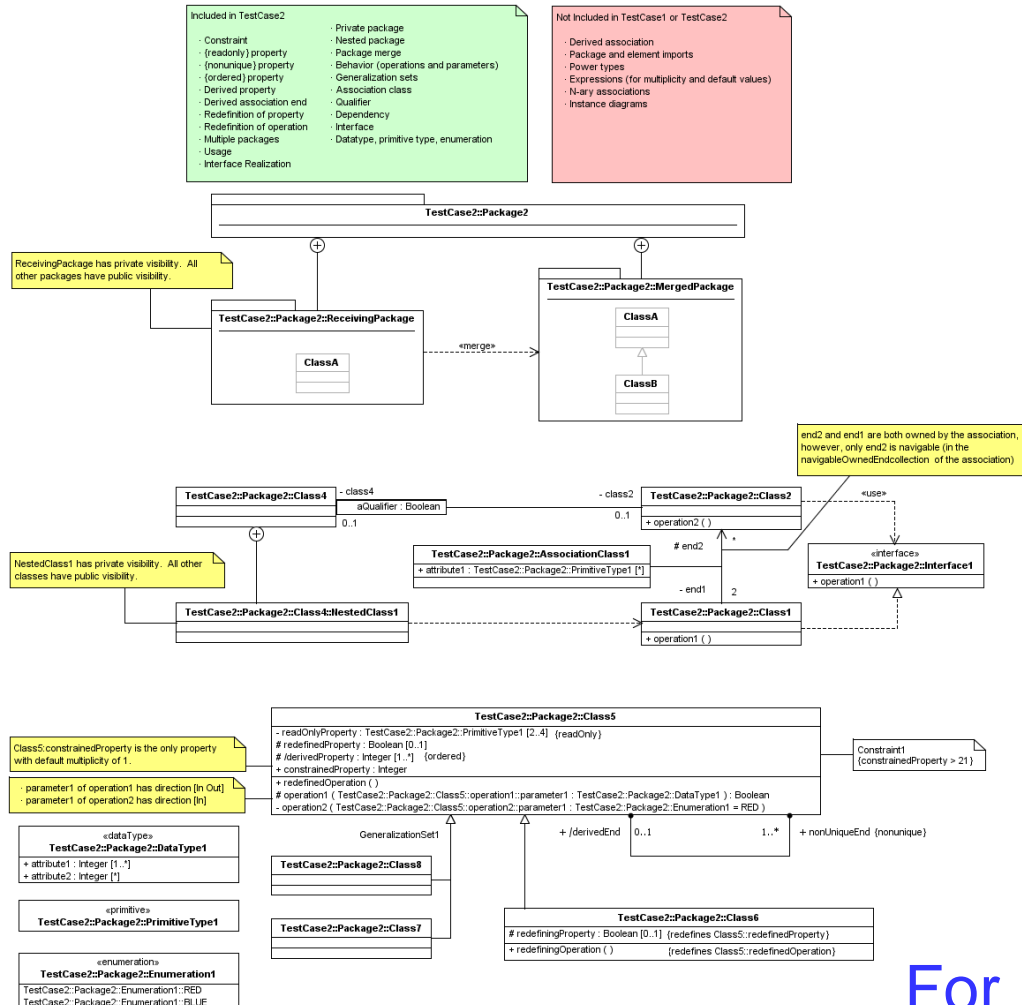 Included in TestCase2
· Constraint
· {readonly} property
· {nonunique} property
· {ordered} property
· Derived property
· Derived association end
· Redefinition of property
· Redefinition of operation
· Multiple packages
· Usage
· Interface Realization
· Private package
· Nested package
· Package merge
· Behavior (operations and parameters)
· Generalization sets
· Association class
· Qualifier
· Dependency
· Interface
· Datatype, primitive type, enumeration
Not Included in TestCase1 or TestCase2
· Derived association
· Package and element imports
· Power types
· Expressions (for multiplicity and default values)
· N-ary associations
· Instance diagrams
TestCase2::Package2
ReceivingPackage has private visibility. All
other packages have public visibility.
TestCase2::Package2::ReceivingPackage
ClassA
«merge»
TestCase2::Package2::MergedPackage
ClassA
ClassB
end2 and end1 are both owned by the association,
however, only end2 is navigable (in the
navigableOwnedEndcollection of the association)
TestCase2::Package2::Class4
- class4
aQualifier : Boolean
0..1
- class2
0..1
TestCase2::Package2::Class2
+ operation2 ( )
«use»
TestCase2::Package2::AssociationClass1
+ attribute1 : TestCase2::Package2::PrimitiveType1 [*]
# end2
*
- end1
2
«interface»
TestCase2::Package2::Interface1
+ operation1 ( )
NestedClass1 has private visibility. All other
classes have public visibility.
TestCase2::Package2::Class4::NestedClass1
TestCase2::Package2::Class1
+ operation1 ( )
TestCase2::Package2::Class5
- readOnlyProperty : TestCase2::Package2::PrimitiveType1 [2..4] {readOnly}
# redefinedProperty : Boolean [0..1]
# /derivedProperty : Integer [1..*] {ordered}
+ constrainedProperty : Integer
+ redefinedOperation ( )
# operation1 ( TestCase2::Package2::Class5::operation1::parameter1 : TestCase2::Package2::DataType1 ) : Boolean
- operation2 ( TestCase2::Package2::Class5::operation2::parameter1 : TestCase2::Package2::Enumeration1 = RED )
Class5:constrainedProperty is the only property
with default multiplicity of 1.
· parameter1 of operation1 has direction [In Out]
· parameter1 of operation2 has direction [In]
Constraint1
{constrainedProperty > 21}
«dataType»
TestCase2::Package2::DataType1
+ attribute1 : Integer [1..*]
+ attribute2 : Integer [*]
GeneralizationSet1
+ /derivedEnd
0..1
1..*
+ nonUniqueEnd {nonunique}
TestCase2::Package2::Class8
«primitive»
TestCase2::Package2::PrimitiveType1
TestCase2::Package2::Class7
TestCase2::Package2::Class6
# redefiningProperty : Boolean [0..1] {redefines Class5::redefinedProperty}
+ redefiningOperation ( ) {redefines Class5::redefinedOperation}
«enumeration»
TestCase2::Package2::Enumeration1
TestCase2::Package2::Enumeration1::RED
TestCase2::Package2::Enumeration1::BLUE
For